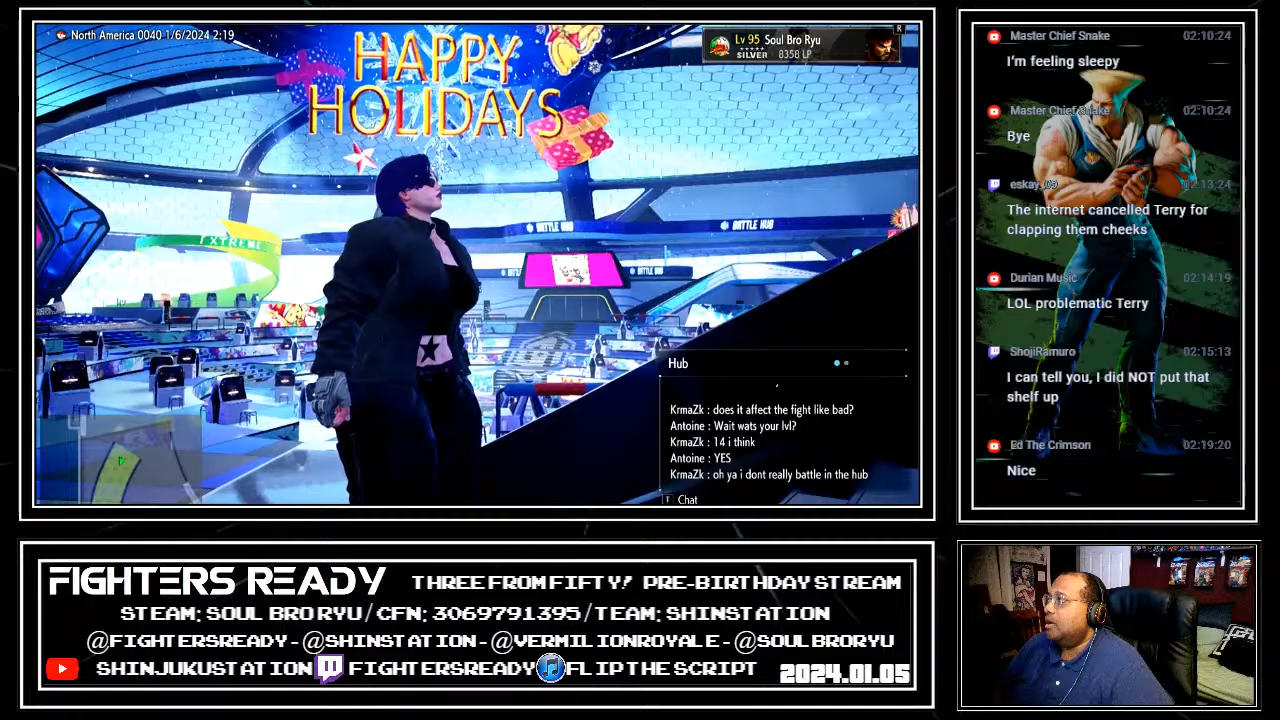 North America 0040 1/6/2024 2:19
Lv 95 Soul Bro Ryu
SILVER 8358 LP
R
HAPPY
HOLIDAYS
EXTREME
BATTLE HUB
BATTLE HUB
BATTLE HUB
BATTLE HUB
Hub
KrmaZk : does it affect the fight like bad?
Antoine : Wait wats your lvl?
KrmaZk : 14 i think
Antoine : YES
KrmaZk : oh ya i dont really battle in the hub
T Chat
Master Chief Snake 02:10:24
I'm feeling sleepy
Master Chief Snake 02:10:24
Bye
eskay_09 02:13:24
The internet cancelled Terry for
clapping them cheeks
Durian Music 02:14:19
LOL problematic Terry
ShojiRamuro 02:15:13
I can tell you, I did NOT put that
shelf up
Ed The Crimson 02:19:20
Nice
FIGHTERS READY THREE FROM FIFTY! PRE-BIRTHDAY STREAM
STEAM: SOUL BRO RYU / CFN: 3069791395 / TEAM: SHINSTATION
@FIGHTERSREADY - @SHINSTATION - @VERMILIONROYALE - @SOULBRORYU
SHINJUKUSTATION FIGHTERSREADY FLIP THE SCRIPT 2024.01.05